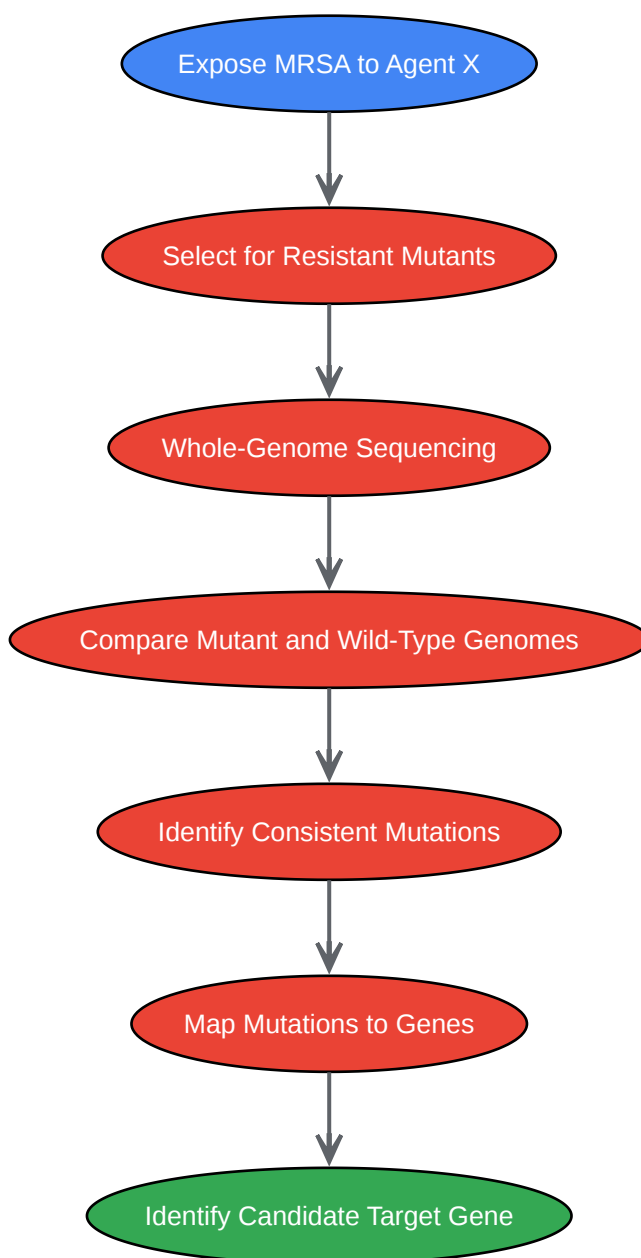 Expose MRSA to Agent X
Select for Resistant Mutants
Whole-Genome Sequencing
Compare Mutant and Wild-Type Genomes
Identify Consistent Mutations
Map Mutations to Genes
Identify Candidate Target Gene